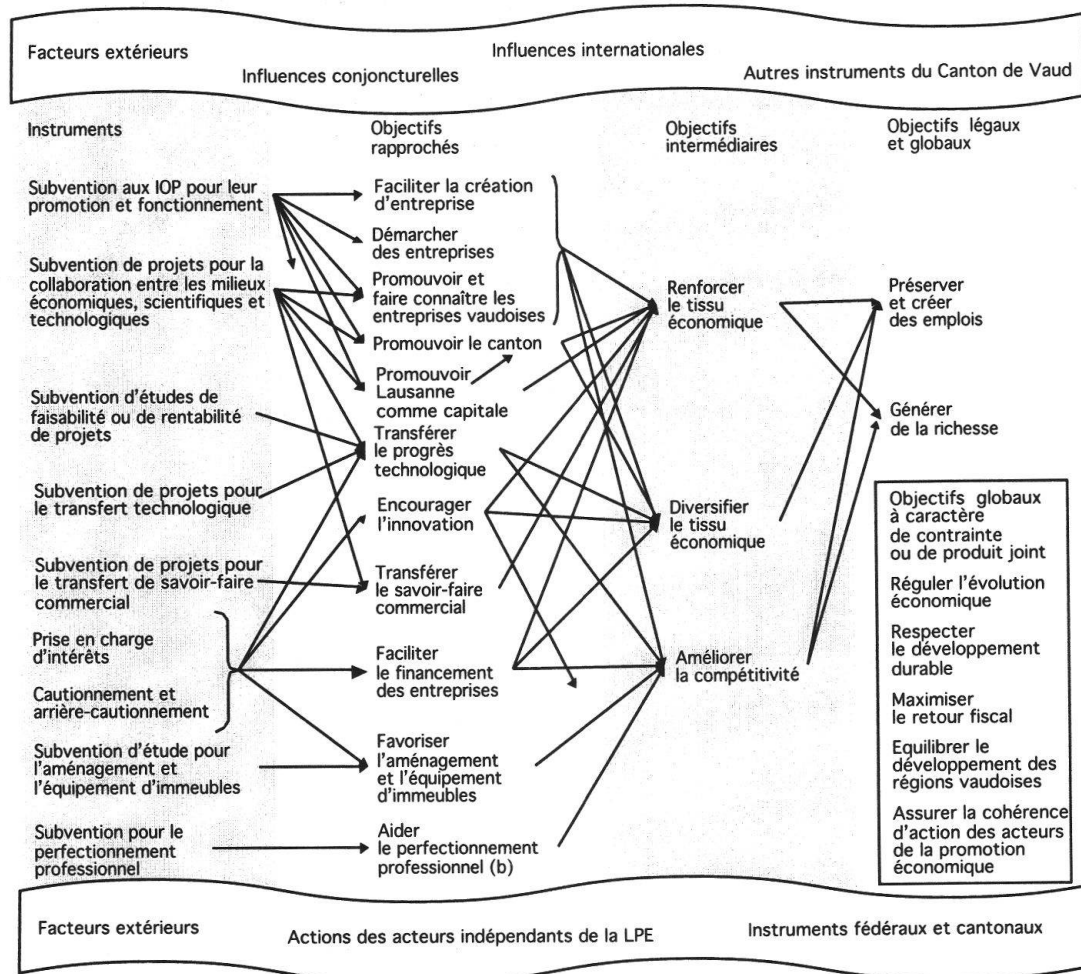 Facteurs extérieurs
Influences conjoncturelles
Influences internationales
Autres instruments du Canton de Vaud
Instruments
Subvention aux IOP pour leur
promotion et fonctionnement
Subvention de projets pour la
collaboration entre les milieux
économiques, scientifiques et
technologiques
Subvention d'études de
faisabilité ou de rentabilité
de projets
Subvention de projets pour
le transfert technologique
Subvention de projets pour
le transfert de savoir-faire
commercial
Prise en charge
d'intérêts
Cautionnement et
arrière-cautionnement
Subvention d'étude pour
l'aménagement et
l'équipement d'immeubles
Subvention pour le
perfectionnement
professionnel
Objectifs
rapprochés
Faciliter la création
d'entreprise
Démarcher
des entreprises
Promouvoir et
faire connaître les
entreprises vaudoises
Promouvoir le canton
Promouvoir
Lausanne
comme capitale
Transférer
le progrès
technologique
Encourager
l'innovation
Transférer
le savoir-faire
commercial
Faciliter
le financement
des entreprises
Favoriser
l'aménagement
et l'équipement
d'immeubles
Aider
le perfectionnement
professionnel (b)
Objectifs
intermédiaires
Renforcer
le tissu
économique
Diversifier
le tissu
économique
Améliorer
la compétitivité
Objectifs légaux
et globaux
Préserver
et créer
des emplois
Générer
de la richesse
Objectifs globaux
à caractère
de contrainte
ou de produit joint
Réguler l'évolution
économique
Respecter
le développement
durable
Maximiser
le retour fiscal
Equilibrer le
développement des
régions vaudoises
Assurer la cohérence
d'action des acteurs
de la promotion
économique
Facteurs extérieurs
Actions des acteurs indépendants de la LPE
Instruments fédéraux et cantonaux